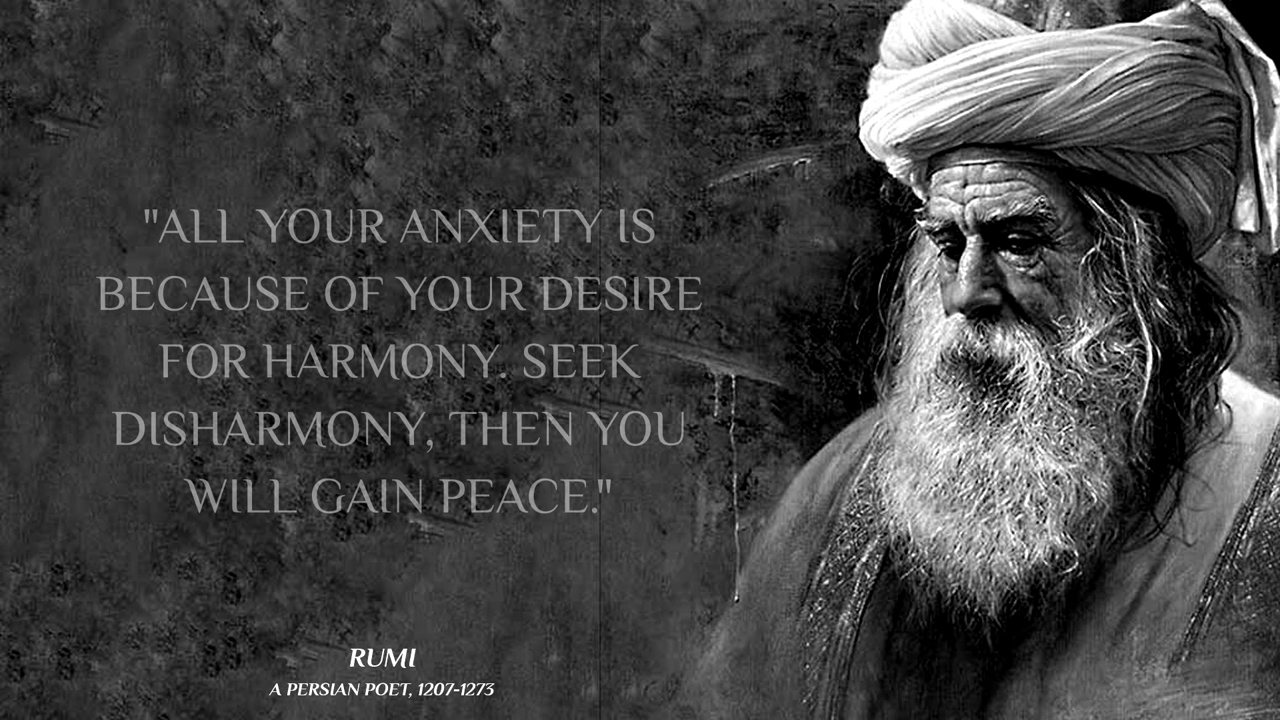 "ALL YOUR ANXIETY IS
BECAUSE OF YOUR DESIRE
FOR HARMONY. SEEK
DISHARMONY, THEN YOU
WILL GAIN PEACE."
RUMI
A PERSIAN POET, 1207-1273